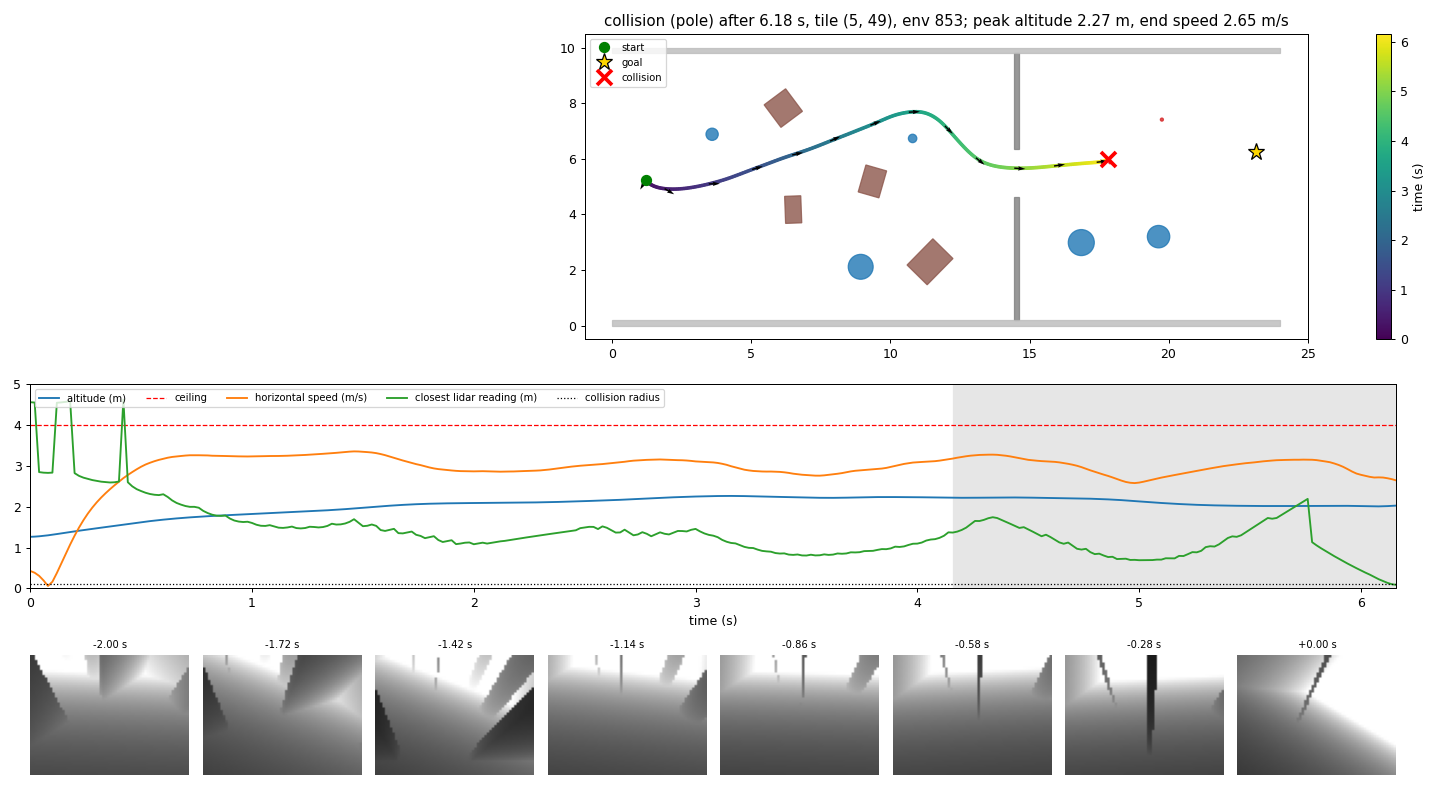 collision (pole) after 6.18 s, tile (5, 49), env 853; peak altitude 2.27 m, end speed 2.65 m/s
start
goal
collision
10
8
6
4
2
0
0 5 10 15 20 25
6
5
4
3
2
1
0
time (s)
5
4
3
2
1
0
altitude (m) ceiling horizontal speed (m/s) closest lidar reading (m) collision radius
0 1 2 3 4 5 6
time (s)
-2.00 s -1.72 s -1.42 s -1.14 s -0.86 s -0.58 s -0.28 s +0.00 s